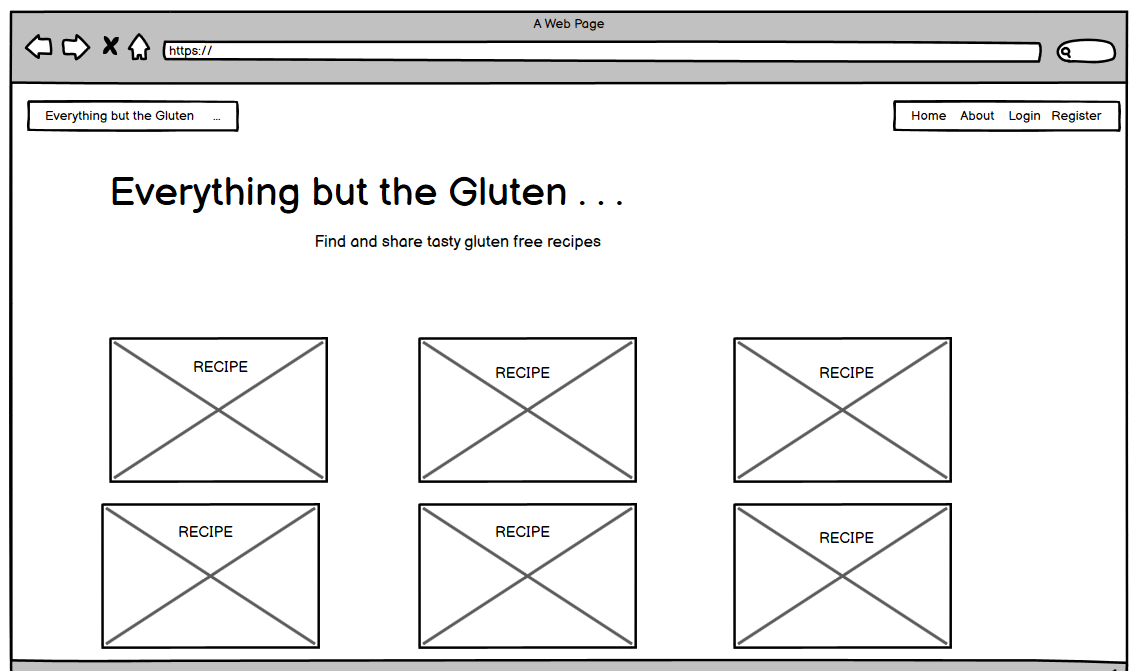 A Web Page
https://
Everything but the Gluten ...
Home About Login Register
Everything but the Gluten . . .
Find and share tasty gluten free recipes
RECIPE
RECIPE
RECIPE
RECIPE
RECIPE
RECIPE